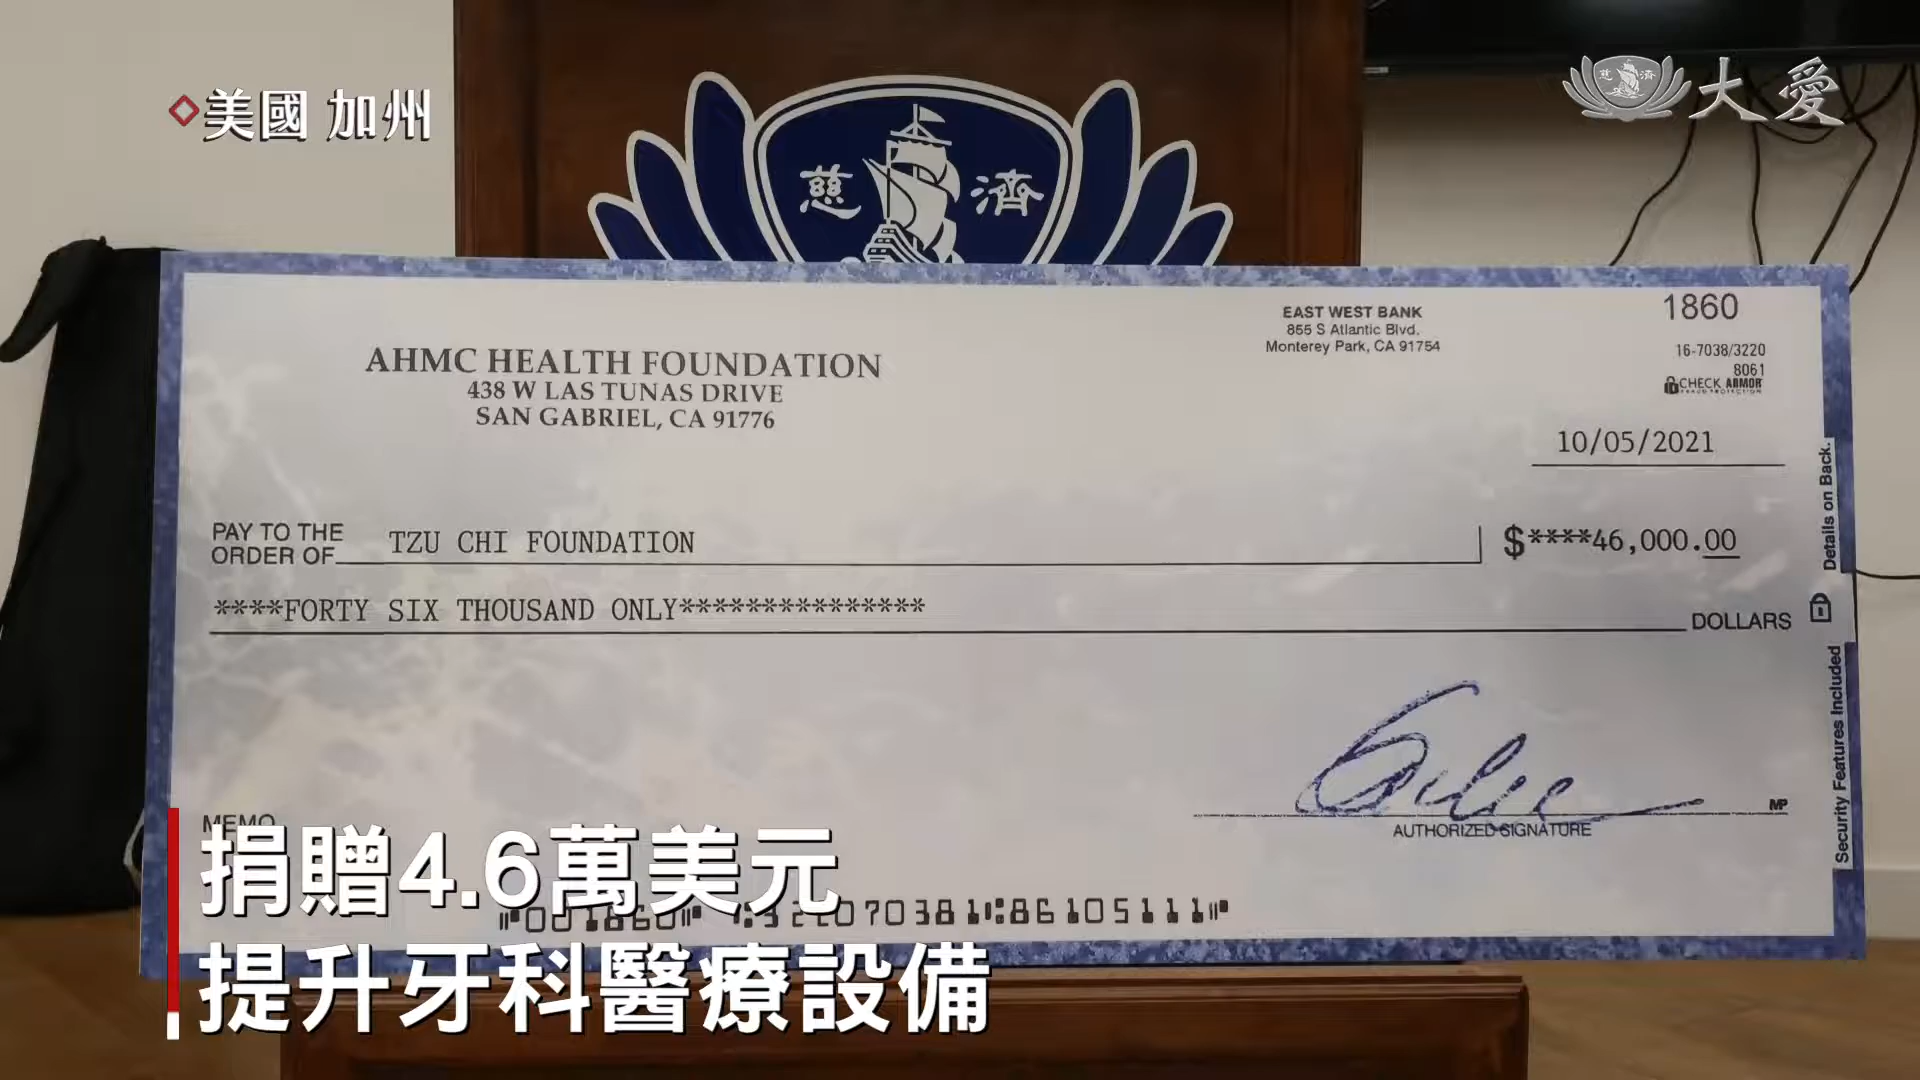 美國 加州
慈濟
大愛
慈 濟
EAST WEST BANK
855 S Atlantic Blvd.
Monterey Park, CA 91754
1860
16-7038/3220
8061
CHECK ARMOR
FRAUD PROTECTION
AHMC HEALTH FOUNDATION
438 W LAS TUNAS DRIVE
SAN GABRIEL, CA 91776
10/05/2021
PAY TO THE
ORDER OF
TZU CHI FOUNDATION
$****46,000.00
****FORTY SIX THOUSAND ONLY***************
DOLLARS
Details on Back.
Security Features Included
MP
AUTHORIZED SIGNATURE
MEMO
捐贈4.6萬美元
提升牙科醫療設備